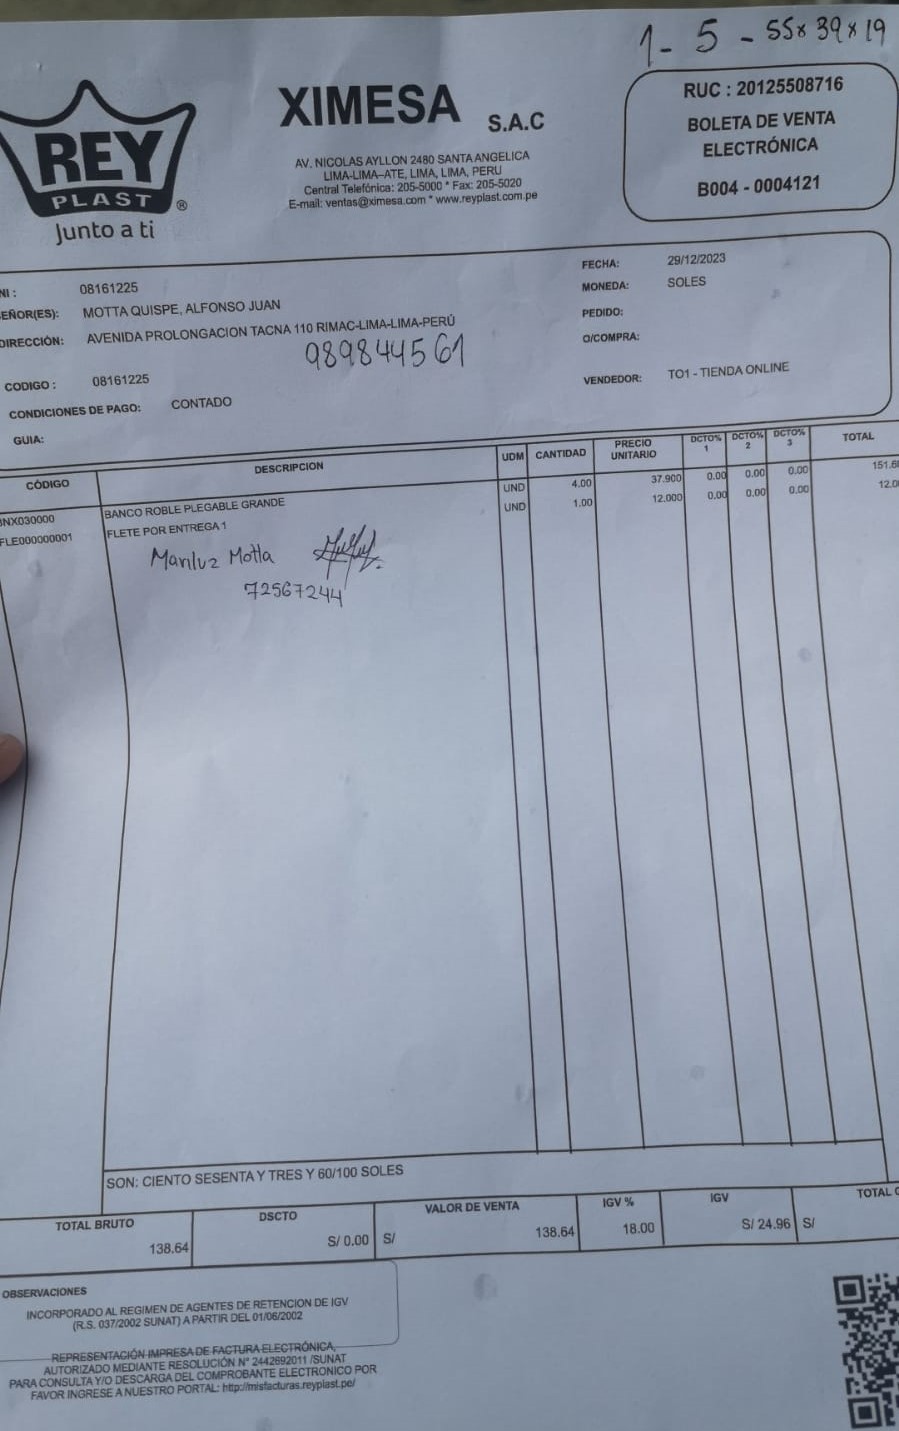 1- 5 - 55x 39x 19
REY
PLAST ®
Junto a ti
XIMESA S.A.C
AV. NICOLAS AYLLON 2480 SANTA ANGELICA
LIMA-LIMA-ATE, LIMA, LIMA, PERU
Central Telefónica: 205-5000 * Fax: 205-5020
E-mail: ventas@ximesa.com * www.reyplast.com.pe
RUC : 20125508716
BOLETA DE VENTA
ELECTRÓNICA
B004 - 0004121
NI : 08161225
EÑOR(ES): MOTTA QUISPE, ALFONSO JUAN
DIRECCIÓN: AVENIDA PROLONGACION TACNA 110 RIMAC-LIMA-LIMA-PERÚ
989844561
CODIGO : 08161225
CONDICIONES DE PAGO: CONTADO
GUIA:
FECHA: 29/12/2023
MONEDA: SOLES
PEDIDO:
O/COMPRA:
VENDEDOR: TO1 - TIENDA ONLINE
CÓDIGO DESCRIPCION UDM CANTIDAD PRECIO UNITARIO DCTO% 1 DCTO% 2 DCTO% 3 TOTAL
NX030000 BANCO ROBLE PLEGABLE GRANDE UND 4.00 37.900 0.00 0.00 0.00 151.6
FLE000000001 FLETE POR ENTREGA 1 UND 1.00 12.000 0.00 0.00 0.00 12.0
Mariluz Motta
72567244
SON: CIENTO SESENTA Y TRES Y 60/100 SOLES
TOTAL BRUTO DSCTO VALOR DE VENTA IGV % IGV TOTAL
138.64 S/ 0.00 S/ 138.64 18.00 S/ 24.96 S/
OBSERVACIONES
INCORPORADO AL REGIMEN DE AGENTES DE RETENCION DE IGV
(R.S. 037/2002 SUNAT) A PARTIR DEL 01/06/2002
REPRESENTACIÓN IMPRESA DE FACTURA ELECTRÓNICA,
AUTORIZADO MEDIANTE RESOLUCIÓN N° 2442692011 /SUNAT
PARA CONSULTA Y/O DESCARGA DEL COMPROBANTE ELECTRONICO POR
FAVOR INGRESE A NUESTRO PORTAL: http://misfacturas.reyplast.pe/